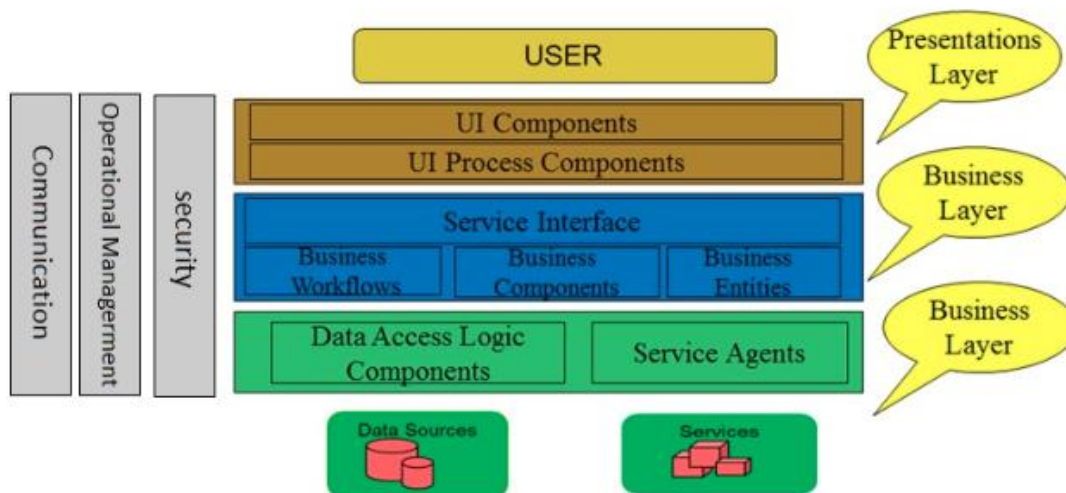 USER
Presentations
Layer
Communication
Operational Managerment
security
UI Components
UI Process Components
Business
Layer
Service Interface
Business
Workflows
Business
Components
Business
Entities
Business
Layer
Data Access Logic
Components
Service Agents
Data Sources
Services